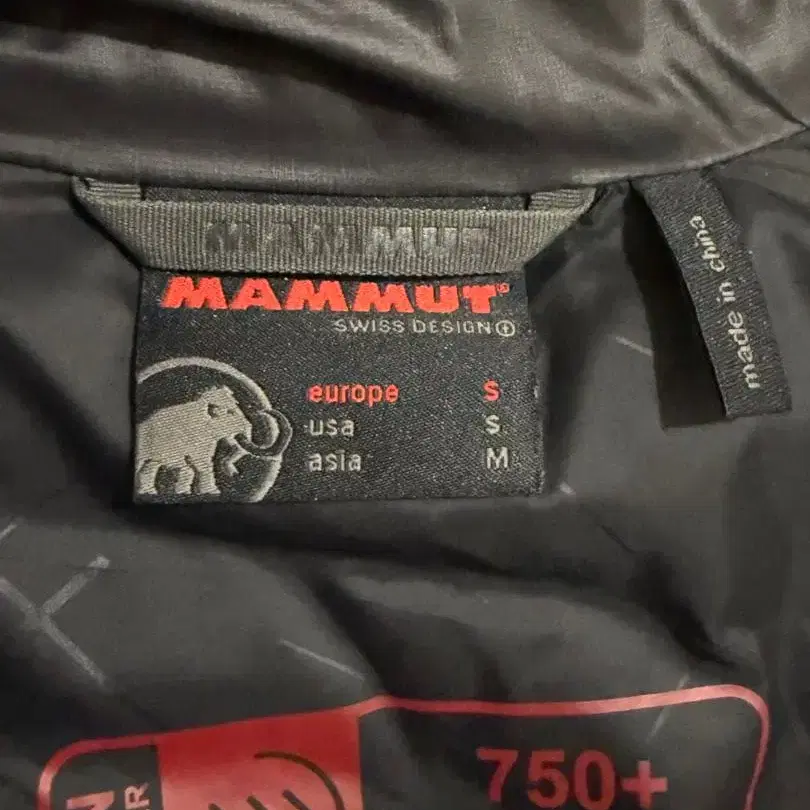 MAMMUT
MAMMUT®
SWISS DESIGN
europe S
usa S
asia M
made in china
750+